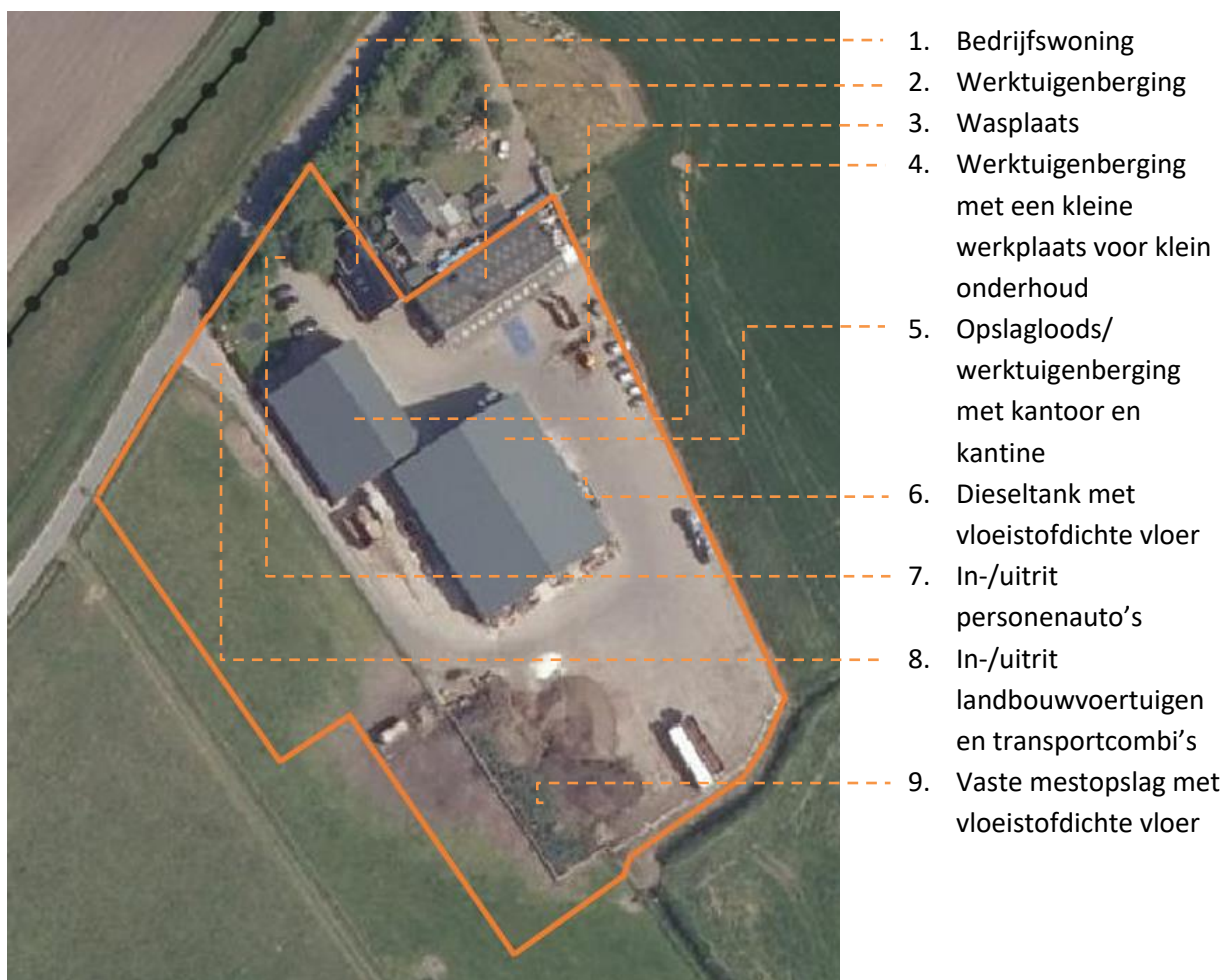 1. Bedrijfswoning
2. Werktuigenberging
3. Wasplaats
4. Werktuigenberging
met een kleine
werkplaats voor klein
onderhoud
5. Opslagloods/
werktuigenberging
met kantoor en
kantine
6. Dieseltank met
vloeistofdichte vloer
7. In-/uitrit
personenauto’s
8. In-/uitrit
landbouwvoertuigen
en transportcombi’s
9. Vaste mestopslag met
vloeistofdichte vloer